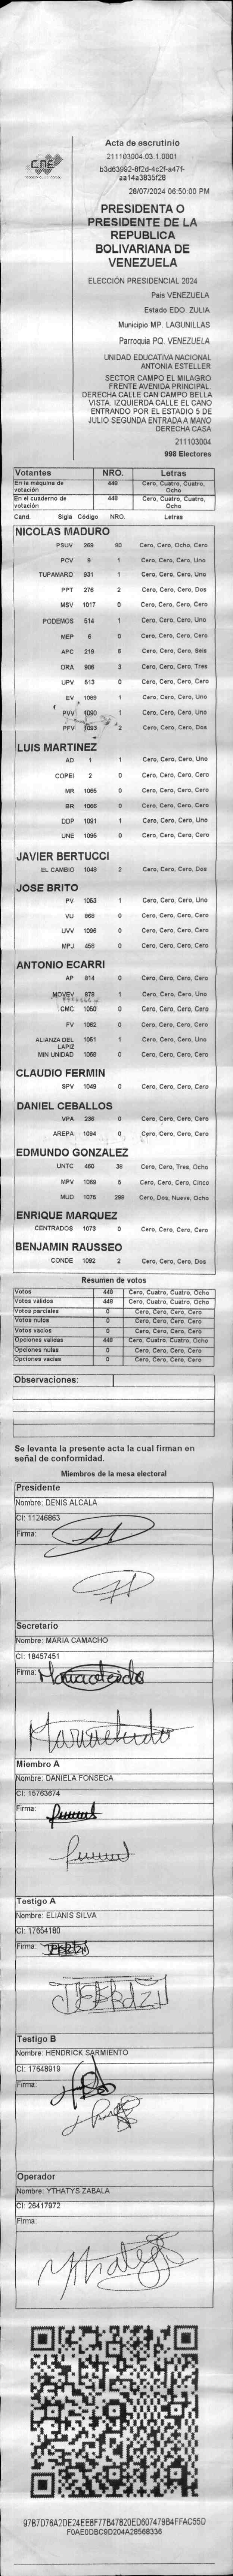 CNE
Acta de escrutinio
211103004.03.1.0001
b3d63992-6f2d-4c2f-a47f-
aa14a3835f28
28/07/2024 06:50:00 PM
PRESIDENTA O
PRESIDENTE DE LA
REPUBLICA
BOLIVARIANA DE
VENEZUELA
ELECCIÓN PRESIDENCIAL 2024
País VENEZUELA
Estado EDO. ZULIA
Municipio MP. LAGUNILLAS
Parroquia PQ. VENEZUELA
UNIDAD EDUCATIVA NACIONAL
ANTONIA ESTELLER
SECTOR CAMPO EL MILAGRO
FRENTE AVENIDA PRINCIPAL.
DERECHA CALLE CAN CAMPO BELLA
VISTA. IZQUIERDA CALLE EL CANO
ENTRANDO POR EL ESTADIO 5 DE
JULIO SEGUNDA ENTRADA A MANO
DERECHA CASA
211103004
998 Electores
Votantes NRO. Letras
En la máquina de votación 448 Cero, Cuatro, Cuatro, Ocho
En el cuaderno de votación 448 Cero, Cuatro, Cuatro, Ocho
Cand. Sigla Código NRO. Letras
NICOLAS MADURO
PSUV 269 80 Cero, Cero, Ocho, Cero
PCV 9 1 Cero, Cero, Cero, Uno
TUPAMARO 931 1 Cero, Cero, Cero, Uno
PPT 276 2 Cero, Cero, Cero, Dos
MSV 1017 0 Cero, Cero, Cero, Cero
PODEMOS 514 1 Cero, Cero, Cero, Uno
MEP 6 0 Cero, Cero, Cero, Cero
APC 219 6 Cero, Cero, Cero, Seis
ORA 906 3 Cero, Cero, Cero, Tres
UPV 513 0 Cero, Cero, Cero, Cero
EV 1089 1 Cero, Cero, Cero, Uno
PVV 1090 1 Cero, Cero, Cero, Uno
PFV 1093 2 Cero, Cero, Cero, Dos
LUIS MARTINEZ
AD 1 1 Cero, Cero, Cero, Uno
COPEI 2 0 Cero, Cero, Cero, Cero
MR 1065 0 Cero, Cero, Cero, Cero
BR 1066 0 Cero, Cero, Cero, Cero
DDP 1091 1 Cero, Cero, Cero, Uno
UNE 1095 0 Cero, Cero, Cero, Cero
JAVIER BERTUCCI
EL CAMBIO 1049 2 Cero, Cero, Cero, Dos
JOSE BRITO
PV 1053 1 Cero, Cero, Cero, Uno
VU 868 0 Cero, Cero, Cero, Cero
UVV 1096 0 Cero, Cero, Cero, Cero
MPJ 456 0 Cero, Cero, Cero, Cero
ANTONIO ECARRI
AP 814 0 Cero, Cero, Cero, Cero
MOVEV 878 1 Cero, Cero, Cero, Uno
CMC 1050 0 Cero, Cero, Cero, Cero
FV 1082 0 Cero, Cero, Cero, Cero
ALIANZA DEL LAPIZ 1051 1 Cero, Cero, Cero, Uno
MIN UNIDAD 1058 0 Cero, Cero, Cero, Cero
CLAUDIO FERMIN
SPV 1049 0 Cero, Cero, Cero, Cero
DANIEL CEBALLOS
VPA 236 0 Cero, Cero, Cero, Cero
AREPA 1094 0 Cero, Cero, Cero, Cero
EDMUNDO GONZALEZ
UNTC 460 38 Cero, Cero, Tres, Ocho
MPV 1069 5 Cero, Cero, Cero, Cinco
MUD 1075 298 Cero, Dos, Nueve, Ocho
ENRIQUE MARQUEZ
CENTRADOS 1073 0 Cero, Cero, Cero, Cero
BENJAMIN RAUSSEO
CONDE 1092 2 Cero, Cero, Cero, Dos
Resumen de votos
Votos 448 Cero, Cuatro, Cuatro, Ocho
Votos validos 448 Cero, Cuatro, Cuatro, Ocho
Votos parciales 0 Cero, Cero, Cero, Cero
Votos nulos 0 Cero, Cero, Cero, Cero
Votos vacios 0 Cero, Cero, Cero, Cero
Opciones validas 448 Cero, Cuatro, Cuatro, Ocho
Opciones nulas 0 Cero, Cero, Cero, Cero
Opciones vacias 0 Cero, Cero, Cero, Cero
Observaciones:
Se levanta la presente acta la cual firman en
señal de conformidad.
Miembros de la mesa electoral
Presidente
Nombre: DENIS ALCALA
CI: 11246863
Firma:
Secretario
Nombre: MARIA CAMACHO
CI: 18457451
Firma:
Miembro A
Nombre: DANIELA FONSECA
CI: 15763674
Firma:
Testigo A
Nombre: ELIANIS SILVA
CI: 17654180
Firma:
Testigo B
Nombre: HENDRICK SARMIENTO
CI: 17648919
Firma:
Operador
Nombre: YTHATYS ZABALA
CI: 26417972
Firma:
97B7D76A2DE24EE8F77B47820ED607479B4FFAC55D
F0AE0DBC9D204A28568336